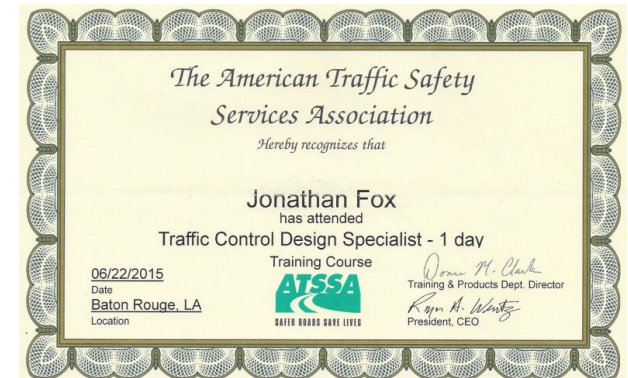 The American Traffic Safety
Services Association
Hereby recognizes that
Jonathan Fox
has attended
Traffic Control Design Specialist - 1 day
Training Course
06/22/2015
Date
Baton Rouge, LA
Location
ATSSA
SAFER ROADS SAVE LIVES
Donna M. Clark
Training & Products Dept. Director
President, CEO